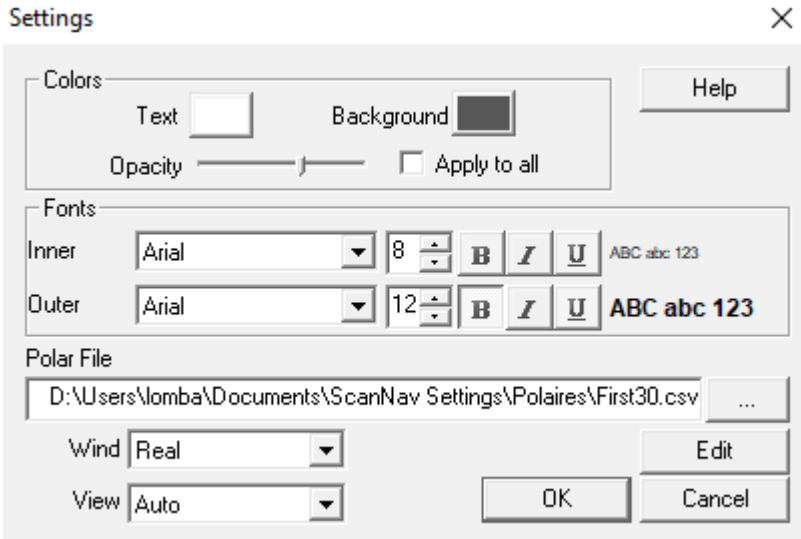 Settings
Colors
Help
Text
Background
Opacity
Apply to all
Fonts
Inner Arial 8 B I U ABC abc 123
Outer Arial 12 B I U ABC abc 123
Polar File
D:\Users\lomba\Documents\ScanNav Settings\Polaires\First30.csv ...
Wind Real
Edit
View Auto
OK
Cancel